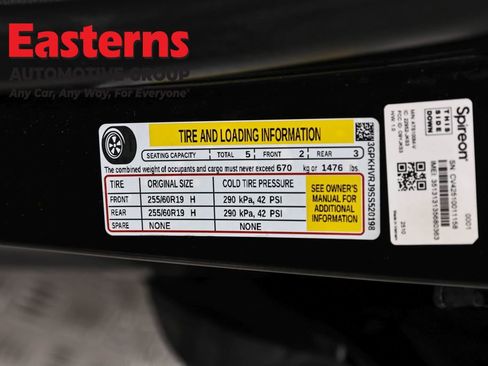 Easterns
AUTOMOTIVE GROUP
Any Car, Any Way, For Everyone®
TIRE AND LOADING INFORMATION
SEATING CAPACITY TOTAL 5 FRONT 2 REAR 3
The combined weight of occupants and cargo must never exceed 670 kg or 1476 lbs.
TIRE ORIGINAL SIZE COLD TIRE PRESSURE
FRONT 255/60R19 H 290 kPa, 42 PSI
REAR 255/60R19 H 290 kPa, 42 PSI
SPARE NONE NONE
SEE OWNER'S
MANUAL FOR
ADDITIONAL
INFORMATION
3GPKHVRJ9SS520198
Spireon
THIS
SIDE
DOWN
0001
2510